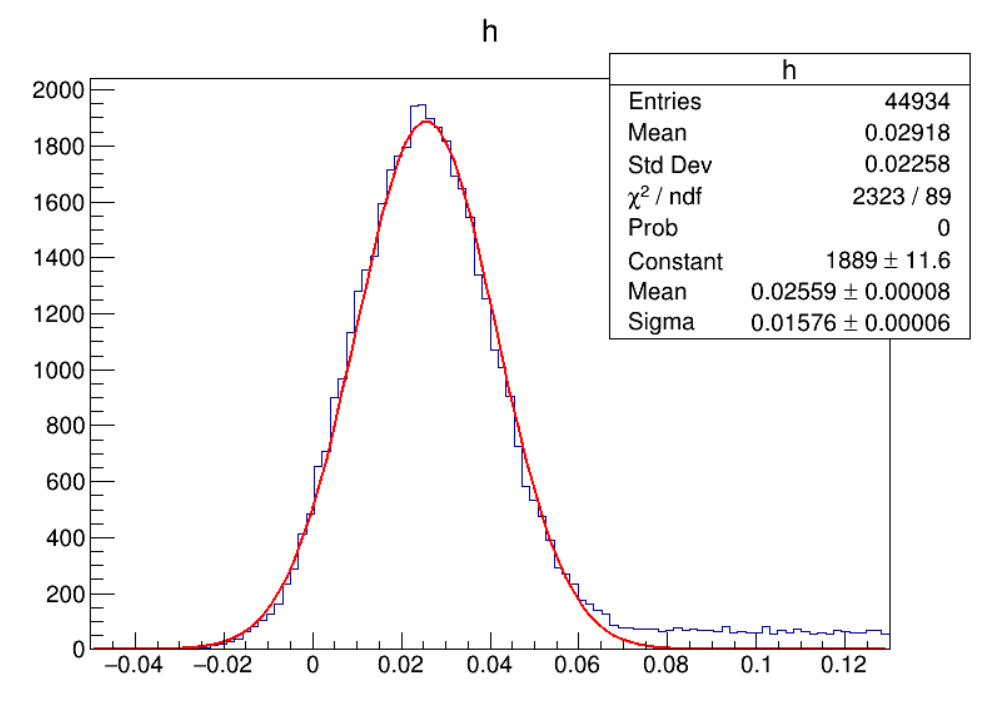 h
h
Entries 44934
Mean 0.02918
Std Dev 0.02258
χ² / ndf 2323 / 89
Prob 0
Constant 1889 ± 11.6
Mean 0.02559 ± 0.00008
Sigma 0.01576 ± 0.00006
2000
1800
1600
1400
1200
1000
800
600
400
200
0
−0.04 −0.02 0 0.02 0.04 0.06 0.08 0.1 0.12